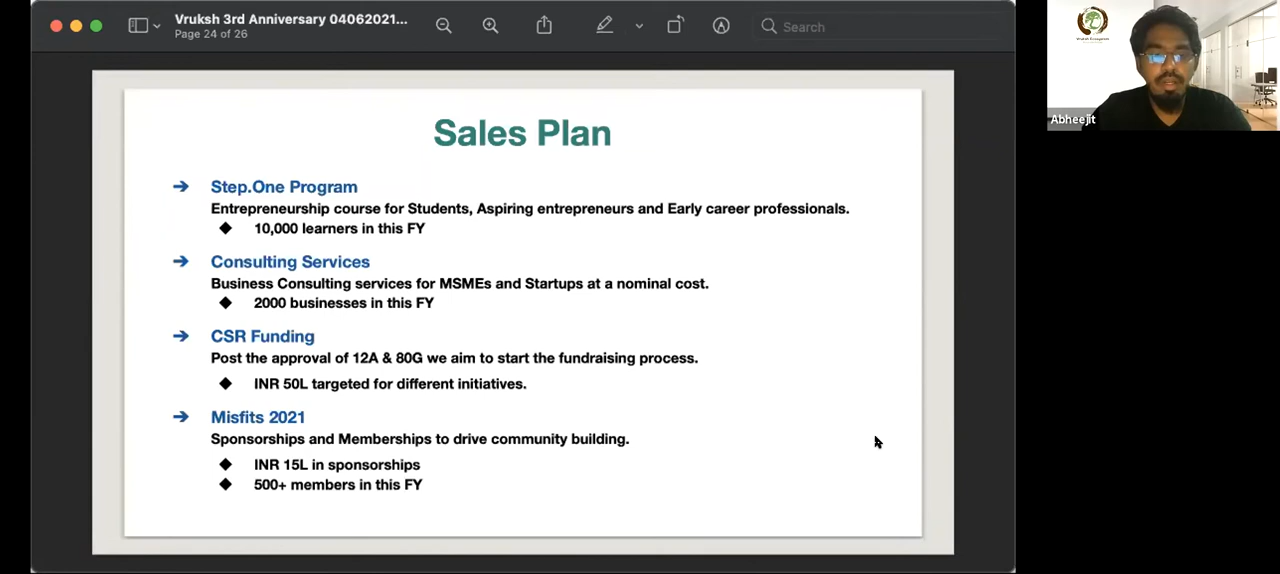 Vruksh 3rd Anniversary 04062021...
Page 24 of 26
Search
Sales Plan
Step.One Program
Entrepreneurship course for Students, Aspiring entrepreneurs and Early career professionals.
10,000 learners in this FY
Consulting Services
Business Consulting services for MSMEs and Startups at a nominal cost.
2000 businesses in this FY
CSR Funding
Post the approval of 12A & 80G we aim to start the fundraising process.
INR 50L targeted for different initiatives.
Misfits 2021
Sponsorships and Memberships to drive community building.
INR 15L in sponsorships
500+ members in this FY
Abheejit